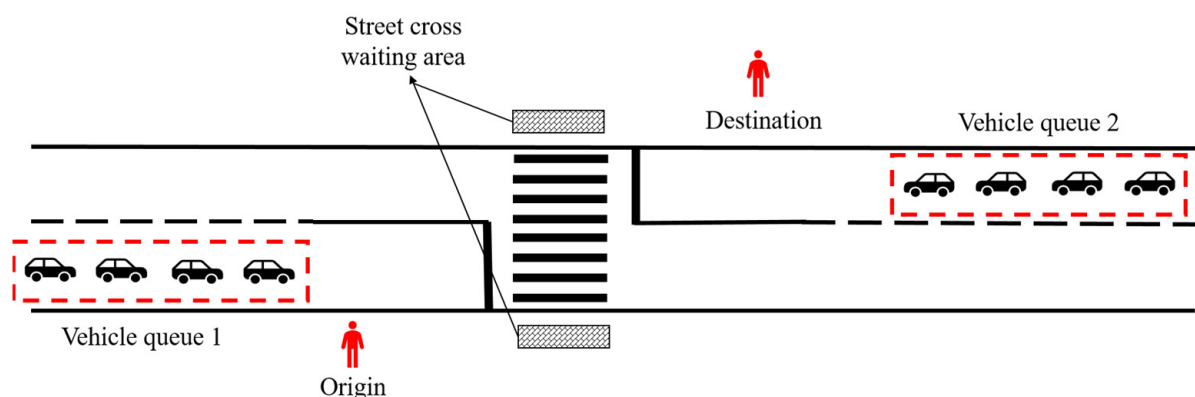 Street cross
waiting area
Destination
Vehicle queue 2
Vehicle queue 1
Origin